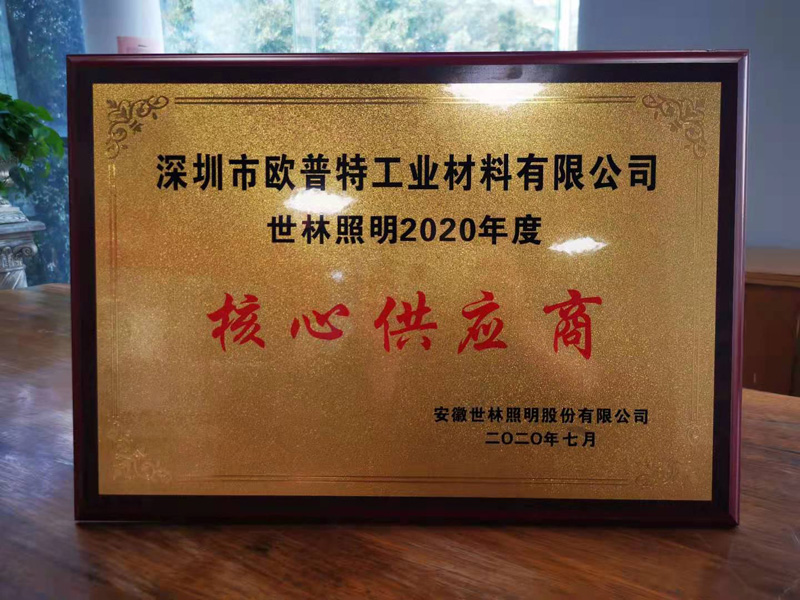 深圳市欧普特工业材料有限公司
世林照明2020年度
核心供应商
安徽世林照明股份有限公司
二〇二〇年七月